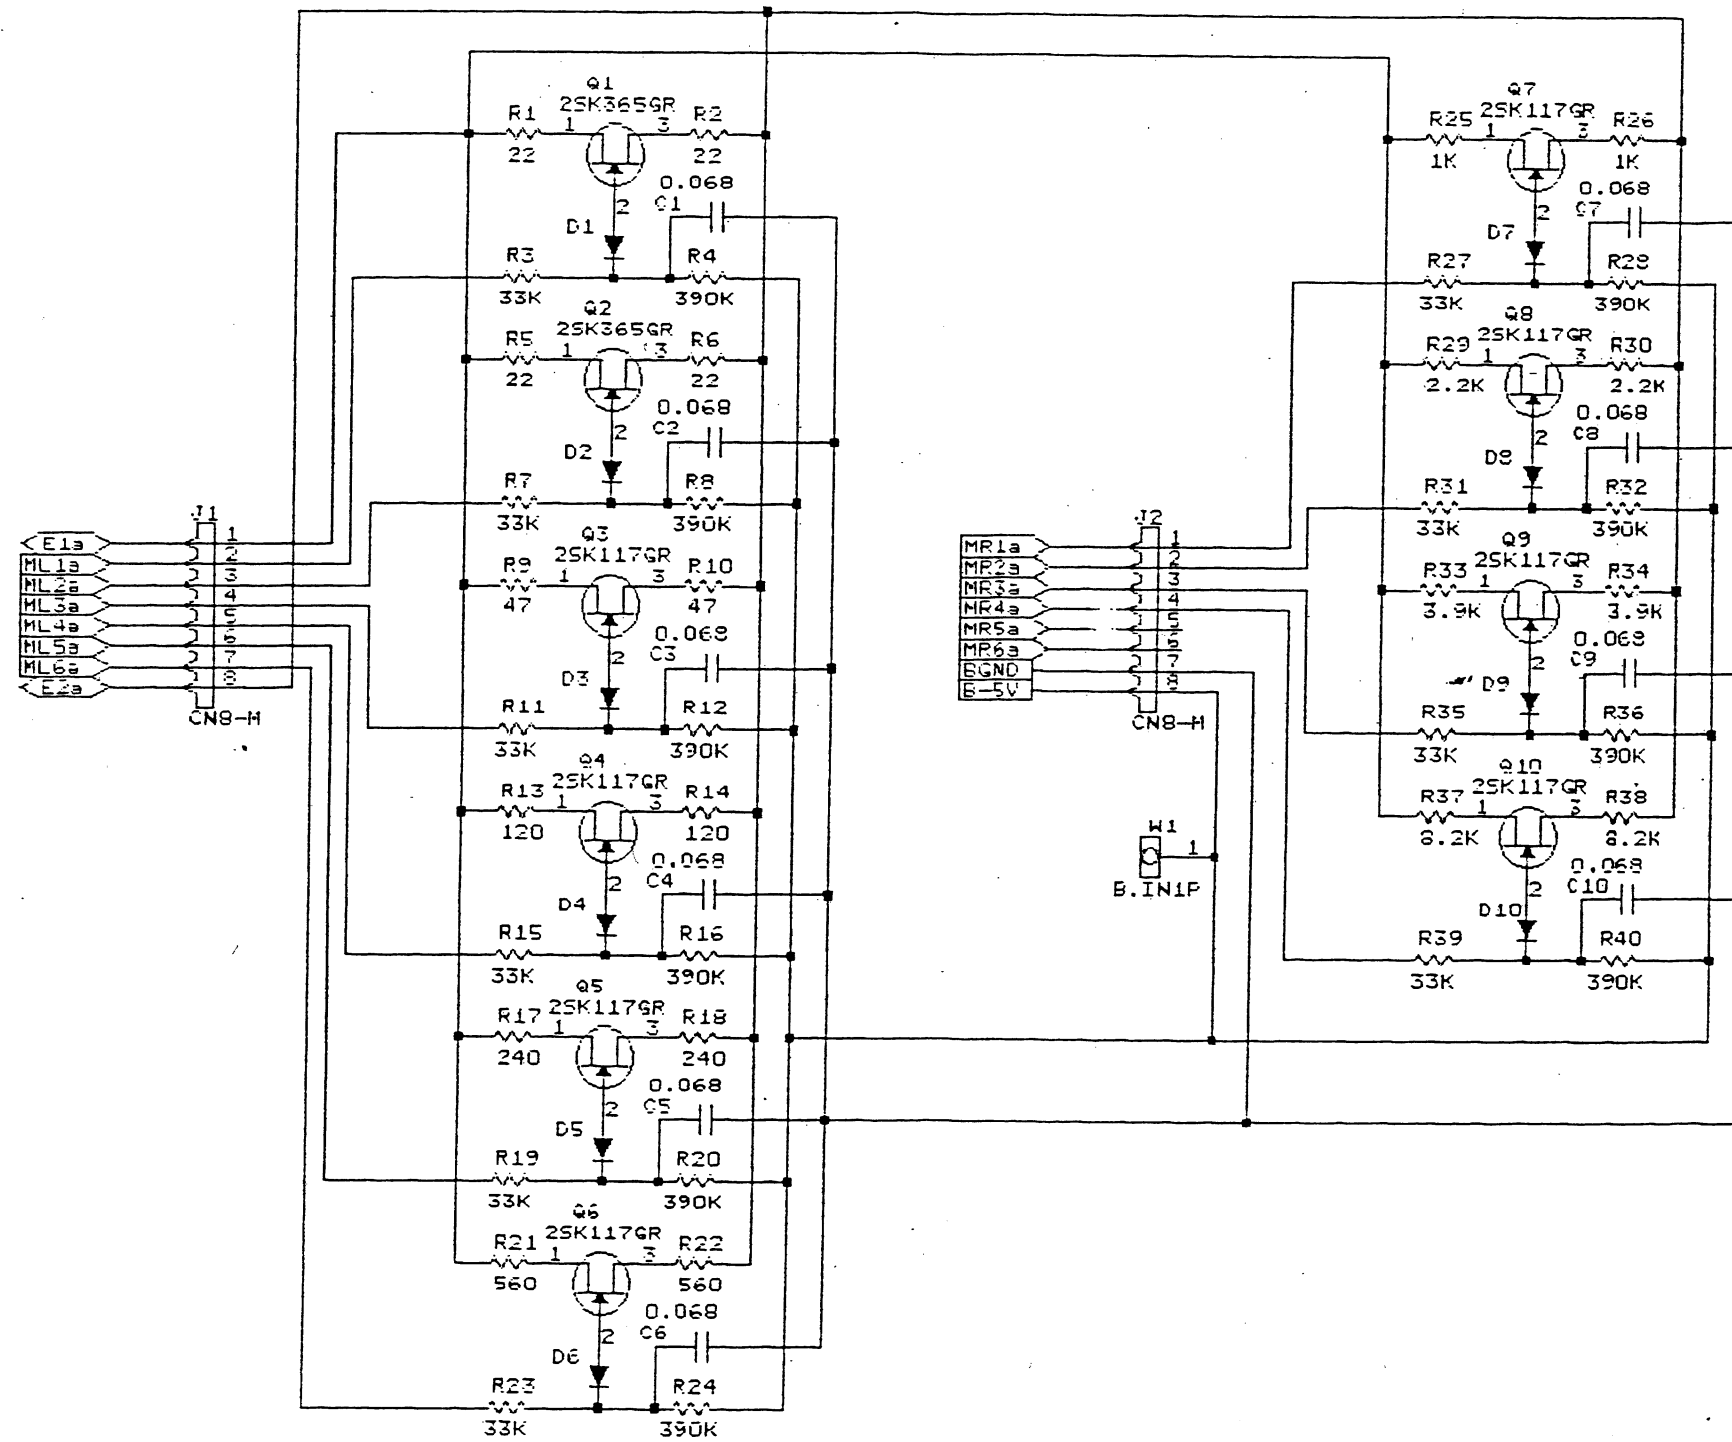 Q1
2SK365GR
R1
1
3
R2
22
22
0.068
C1
2
D1
R3
R4
33K
390K
Q2
2SK365GR
R5
1
3
R6
22
22
0.068
C2
2
D2
R7
R8
33K
390K
Q3
2SK117GR
R9
1
3
R10
47
47
0.068
C3
2
D3
R11
R12
33K
390K
Q4
2SK117GR
R13
1
3
R14
120
120
0.068
C4
2
D4
R15
R16
33K
390K
Q5
2SK117GR
R17
1
3
R18
240
240
0.068
C5
2
D5
R19
R20
33K
390K
Q6
2SK117GR
R21
1
3
R22
560
560
0.068
C6
2
D6
R23
R24
33K
390K
J1
E1a
1
ML1a
2
ML2a
3
ML3a
4
ML4a
5
ML5a
6
ML6a
7
E2a
8
CN8-M
J2
MR1a
1
MR2a
2
MR3a
3
MR4a
4
MR5a
5
MR6a
6
BGND
7
B-5V
8
CN8-M
W1
1
B.IN1P
Q7
2SK117GR
R25
1
3
R26
1K
1K
0.068
C7
2
D7
R27
R28
33K
390K
Q8
2SK117GR
R29
1
3
R30
2.2K
2.2K
0.068
C8
2
D8
R31
R32
33K
390K
Q9
2SK117GR
R33
1
3
R34
3.9K
3.9K
0.068
C9
2
D9
R35
R36
33K
390K
Q10
2SK117GR
R37
1
3
R38
8.2K
8.2K
0.068
C10
2
D10
R39
R40
33K
390K